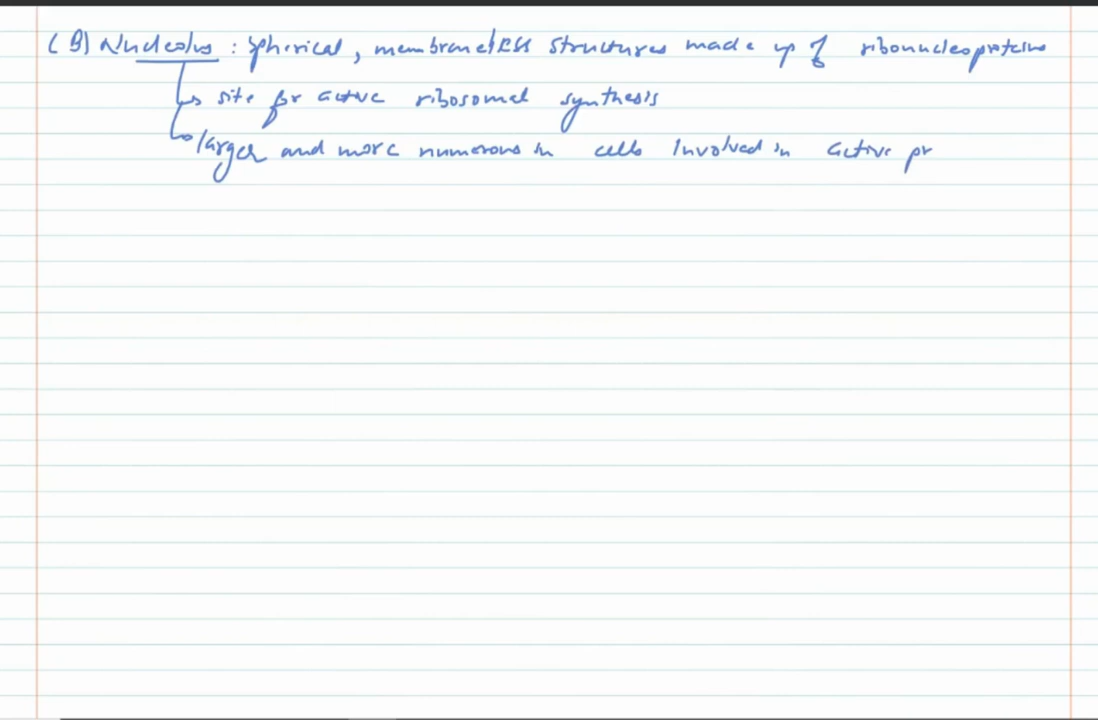 (B) Nucleolus : Spherical, membraneless structures made up of ribonucleoproteins
site for active ribosomal synthesis
larger and more numerous in cells involved in active pr